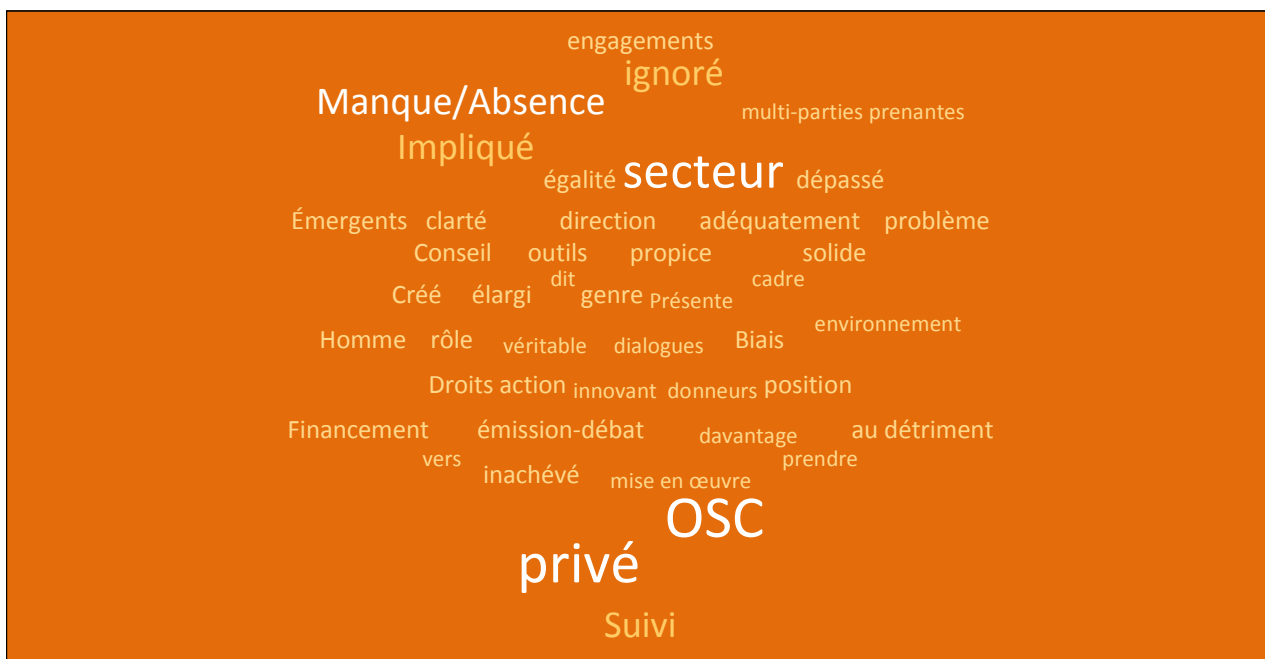 engagements
ignoré
Manque/Absence
multi-parties prenantes
Impliqué
égalité secteur dépassé
Émergents clarté direction adéquatement problème
Conseil outils propice solide
dit cadre
Créé élargi genre Présente
environnement
Homme rôle véritable dialogues Biais
Droits action innovant donneurs position
Financement émission-débat davantage au détriment
vers prendre
inachévé mise en œuvre
OSC
privé
Suivi